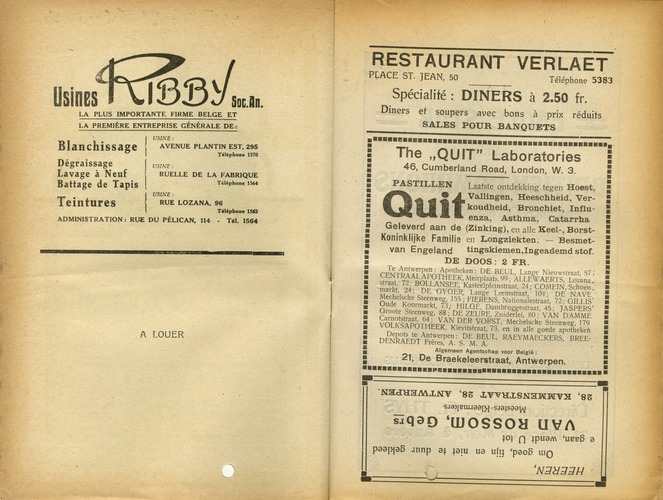 Usines RIBBY Soc. An.
LA PLUS IMPORTANTE FIRME BELGE ET
LA PREMIÈRE ENTREPRISE GÉNÉRALE DE:
Blanchissage
USINE:
AVENUE PLANTIN EST, 295
Téléphone 1570
Dégraissage
Lavage à Neuf
Battage de Tapis
USINE:
RUELLE DE LA FABRIQUE
Téléphone 1564
Teintures
USINE:
RUE LOZANA, 96
Téléphone 1563
ADMINISTRATION: RUE DU PÉLICAN, 114 - Tél. 1564
A LOUER
RESTAURANT VERLAET
PLACE ST. JEAN, 50 Téléphone 5383
Spécialité : DINERS à 2.50 fr.
Diners et soupers avec bons à prix réduits
SALES POUR BANQUETS
The „QUIT" Laboratories
46, Cumberland Road, London, W. 3.
PASTILLEN
Quit
Geleverd aan de
Koninklijke Familie
van Engeland
Laatste ontdekking tegen Hoest,
Vallingen, Heeschheid, Ver-
koudheid, Bronchiet, Influ-
enza, Asthma, Catarrha
(Zinking), en alle Keel-, Borst-
en Longziekten. — Besmet-
tingskiemen, Ingeademd stof.
DE DOOS: 2 FR.
Te Antwerpen: Apotheken: DE BEUL, Lange Nieuwstraat, 57;
CENTRAALAPOTHEEK, Meirplaats, 99; ALLEWAERTS, Lozana
straat, 72; BOLLANSEE, Kasteelpleinstraat, 24; COMEIN, Schoen-
markt, 24; DE GYOER, Lange Leemstraat, 104; DE NAVE
Mechelsche Steenweg, 155; FIERENS, Nationalestraat, 72; GILLIS
Oude Koornmarkt, 73; HILGE, Dambruggestraat, 45; JASPERS'
Groote Steenweg, 88; DE ZEURE, Zuiderlei, 80; VAN DAMME
Carnotstraat, 64; VAN DER VORST, Mechelsche Steenweg, 179
VOLKSAPOTHEEK, Kievitstraat, 73, en in alle goede apotheken
Depots te Antwerpen: DE BEUL, RAEYMAECKERS, BREE-
DENRAEDT Frères, A. S. M. A.
Algemeen Agentschap voor België:
21, De Braekeleerstraat, Antwerpen.
HEEREN,
Om goed, fijn en niet te duur te gekleed
e gaan, wendt U tot
VAN ROSSOM, Gebrs
Meesters-Kleermakers
28, KAMMENSTRAAT, 28, ANTWERPEN.